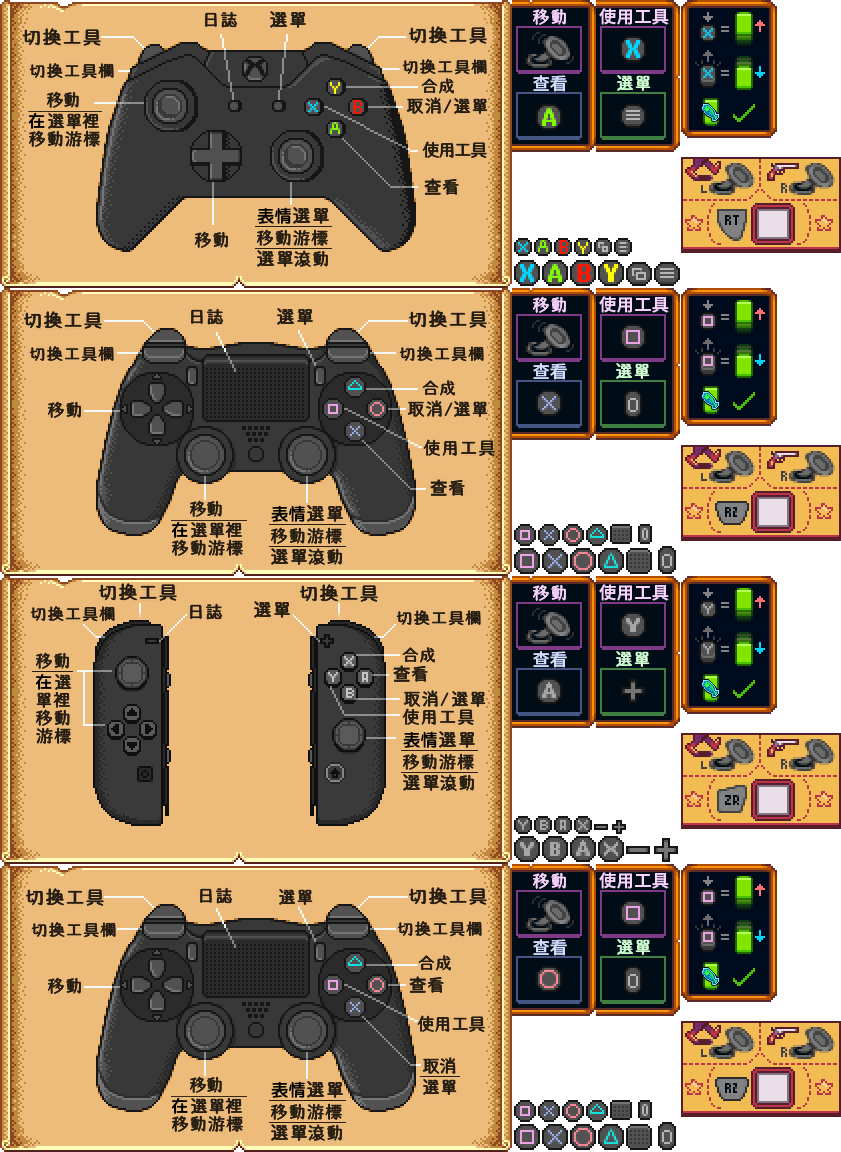 日誌
選單
切換工具
切換工具
切換工具欄
切換工具欄
Y
合成
移動
X
B
取消/選單
在選單裡
移動游標
A
使用工具
查看
表情選單
移動
移動游標
選單滾動
移動
使用工具
X
查看
選單
A
X
=
X
=
L
R
RT
X A B Y
X A B Y
切換工具
日誌
選單
切換工具
切換工具欄
切換工具欄
合成
移動
取消/選單
使用工具
查看
移動
在選單裡
移動游標
表情選單
移動游標
選單滾動
移動
使用工具
查看
選單
=
=
L
R
R2
切換工具
切換工具
切換工具欄
日誌
選單
切換工具欄
移動
在選
單裡
移動
游標
X
合成
Y
A
查看
B
取消/選單
使用工具
表情選單
移動游標
選單滾動
移動
使用工具
Y
查看
選單
A
+
Y
=
Y
=
L
R
ZR
Y B A X - +
Y B A X - +
切換工具
日誌
選單
切換工具
切換工具欄
切換工具欄
合成
移動
查看
使用工具
取消
選單
移動
在選單裡
移動游標
表情選單
移動游標
選單滾動
移動
使用工具
查看
選單
=
=
L
R
R2